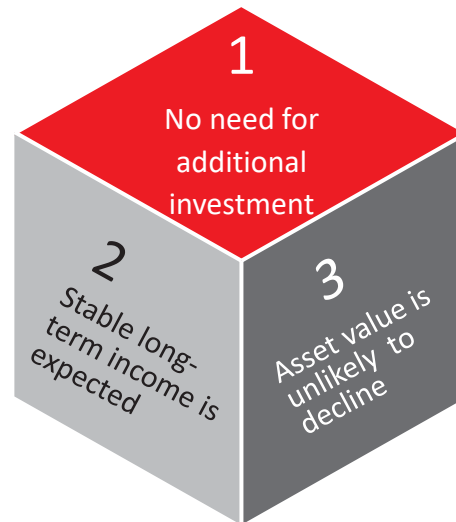 1
No need for
additional
investment
2
Stable long-
term income is
expected
3
Asset value is
unlikely to
decline